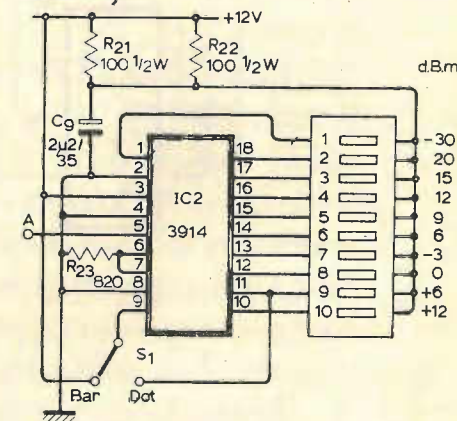 +12V
R21
100 1/2W
R22
100 1/2W
d.B.m
C9
2µ2/
35
1
2
3
4
5
6
7
8
9
IC2
3914
18
17
16
15
14
13
12
11
10
1
2
3
4
5
6
7
8
9
10
-30
20
15
12
9
6
-3
0
+6
+12
A
R23
820
S1
Bar
Dot